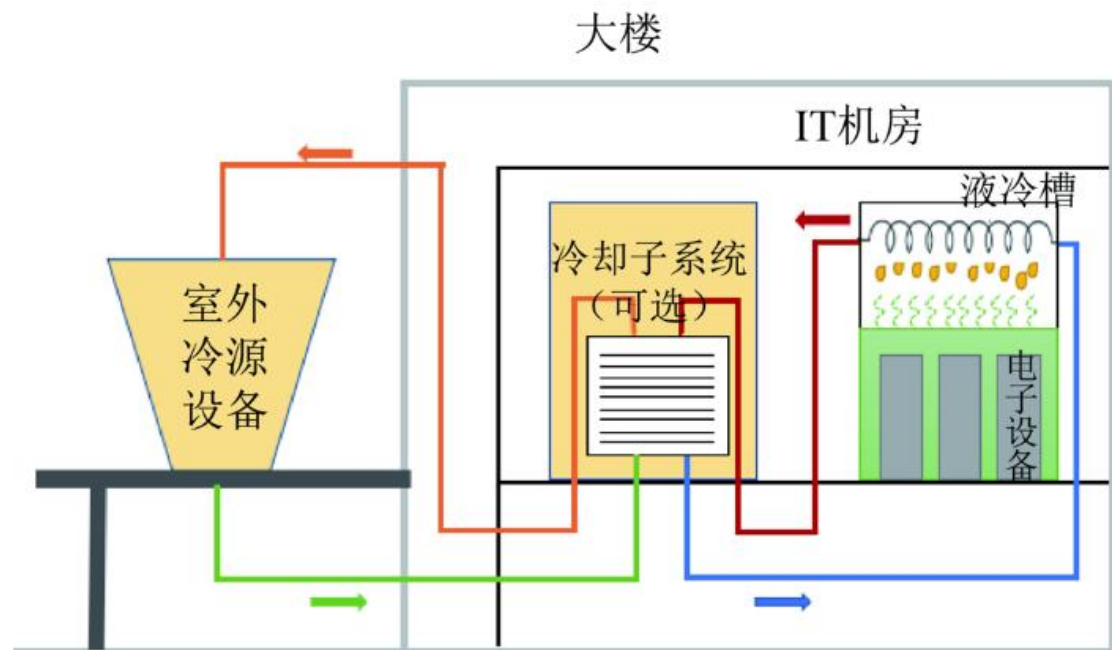 大楼
IT机房
液冷槽
冷却子系统
（可选）
室外
冷源
设备
电子设备